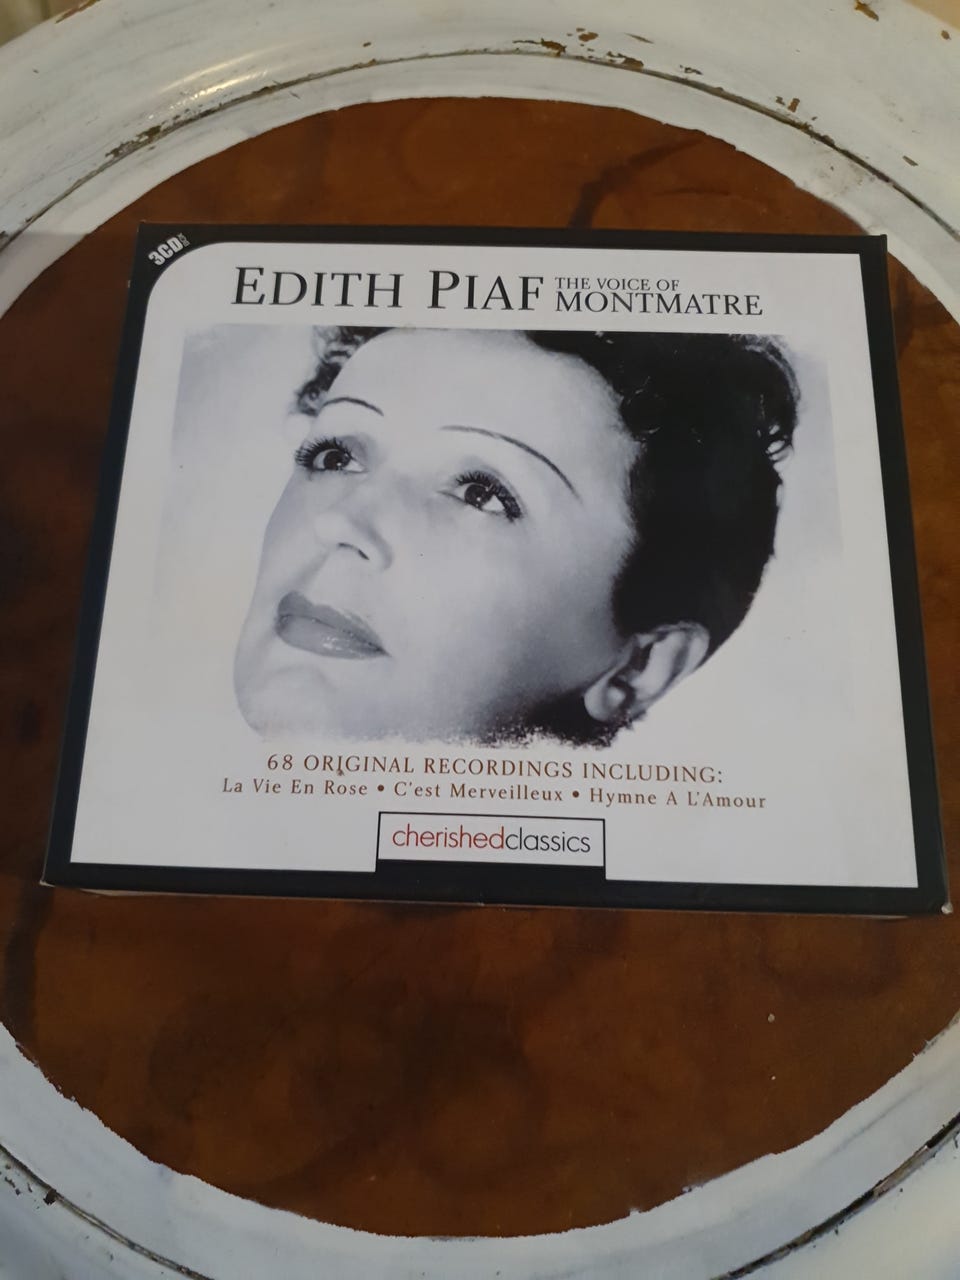 3CD SET
EDITH PIAF THE VOICE OF
MONTMATRE
68 ORIGINAL RECORDINGS INCLUDING:
La Vie En Rose • C'est Merveilleux • Hymne A L'Amour
cherishedclassics